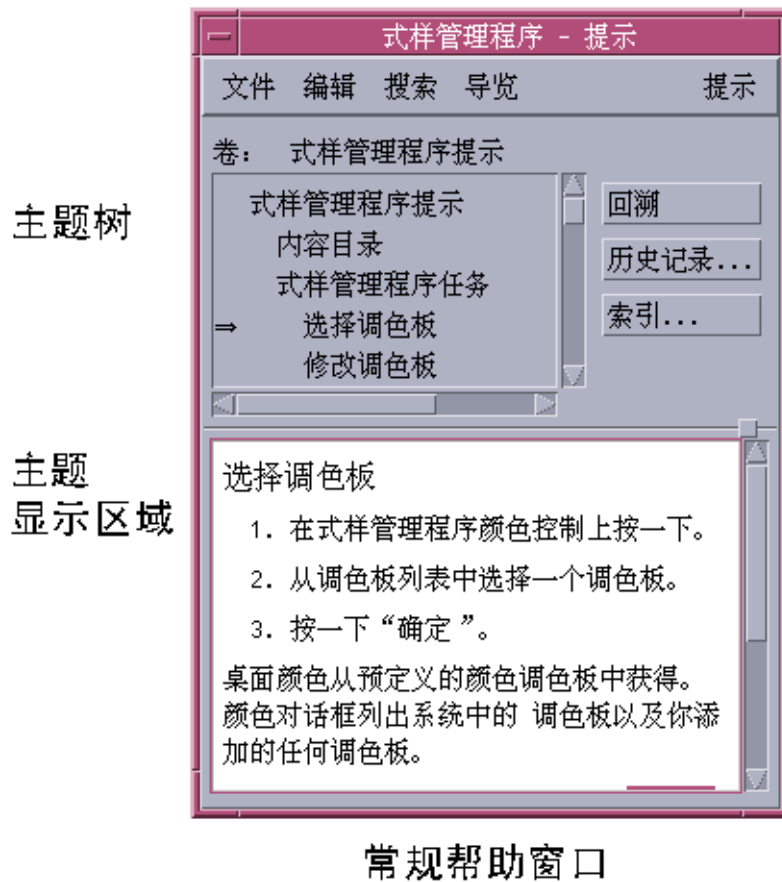 式样管理程序 - 提示
文件 编辑 搜索 导览 提示
卷： 式样管理程序提示
主题树
式样管理程序提示
内容目录
式样管理程序任务
⇒ 选择调色板
修改调色板
回溯
历史记录...
索引...
主题
显示区域
选择调色板
1. 在式样管理程序颜色控制上按一下。
2. 从调色板列表中选择一个调色板。
3. 按一下“确定 ”。
桌面颜色从预定义的颜色调色板中获得。
颜色对话框列出系统中的 调色板以及你添
加的任何调色板。
常规帮助窗口